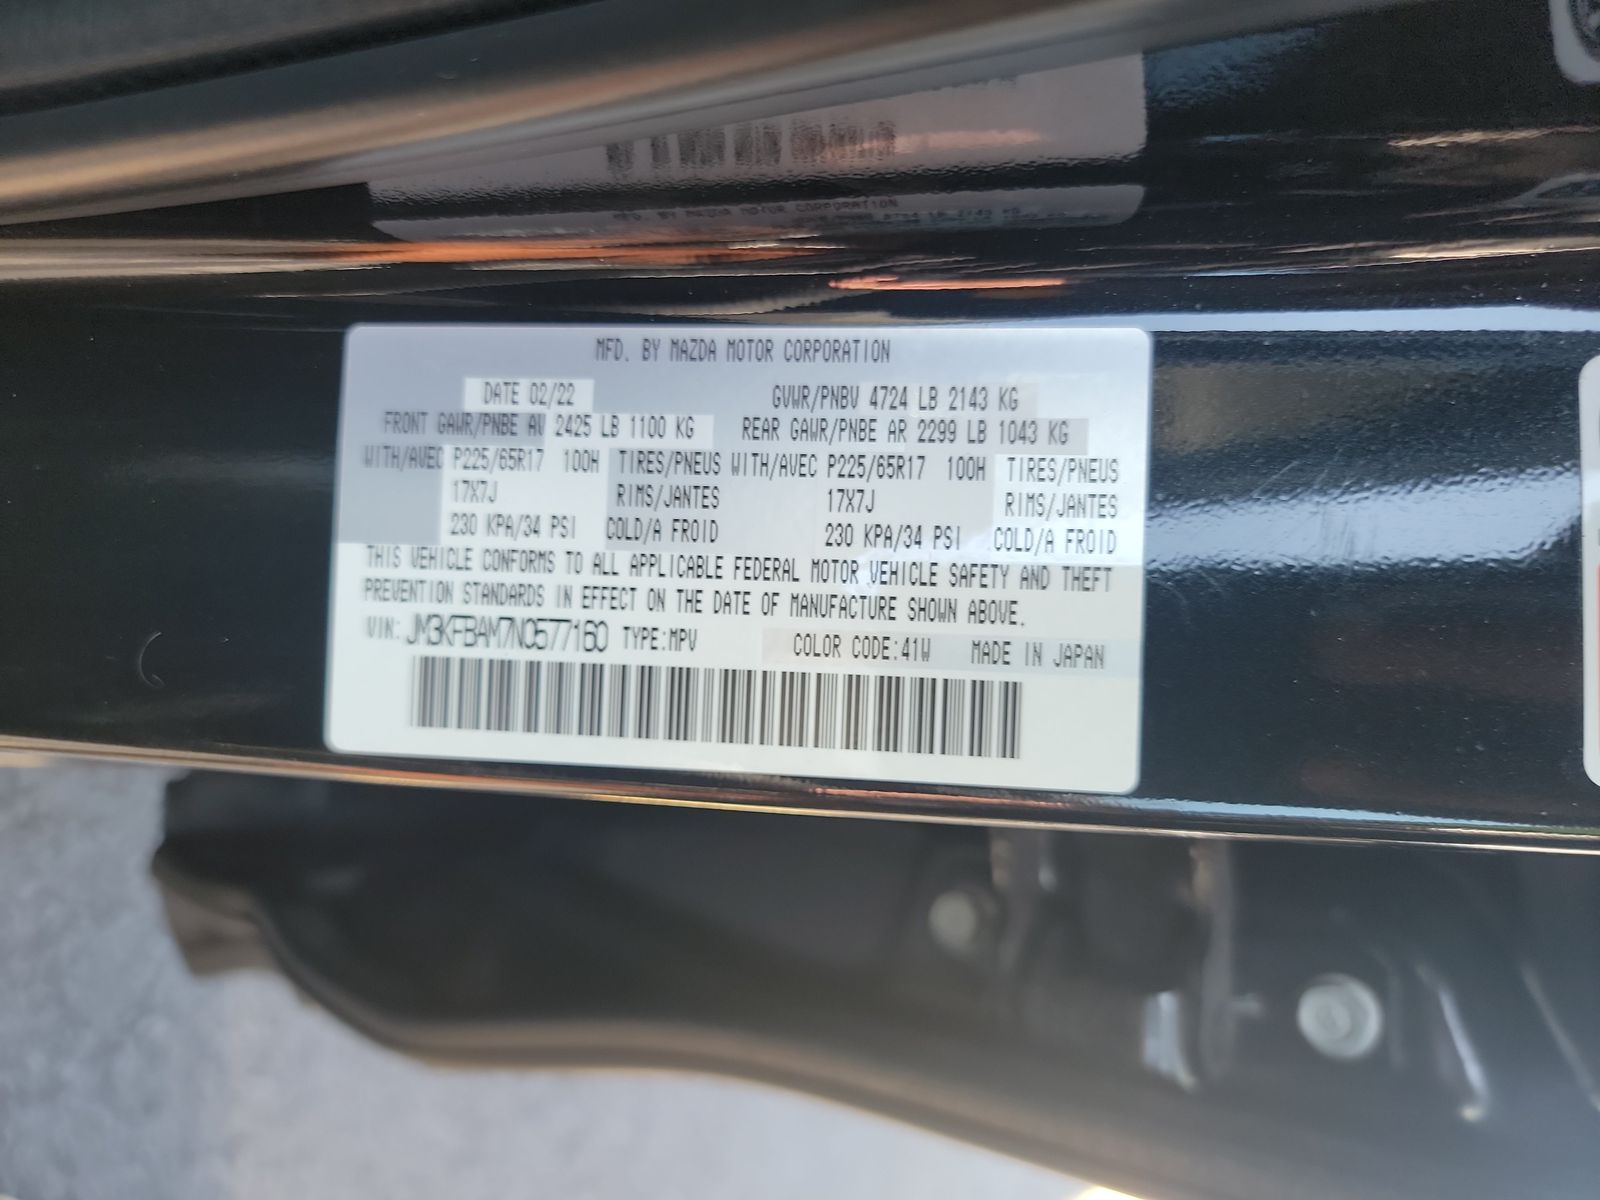 MFD. BY MAZDA MOTOR CORPORATION
DATE 02/22 GVWR/PNBV 4724 LB 2143 KG
FRONT GAWR/PNBE AV 2425 LB 1100 KG REAR GAWR/PNBE AR 2299 LB 1043 KG
WITH/AVEC P225/65R17 100H TIRES/PNEUS WITH/AVEC P225/65R17 100H TIRES/PNEUS
17X7J RIMS/JANTES 17X7J RIMS/JANTES
230 KPA/34 PSI COLD/A FROID 230 KPA/34 PSI COLD/A FROID
THIS VEHICLE CONFORMS TO ALL APPLICABLE FEDERAL MOTOR VEHICLE SAFETY AND THEFT
PREVENTION STANDARDS IN EFFECT ON THE DATE OF MANUFACTURE SHOWN ABOVE.
VIN: JM3KFBAM7N0577160 TYPE:MPV COLOR CODE:41W MADE IN JAPAN